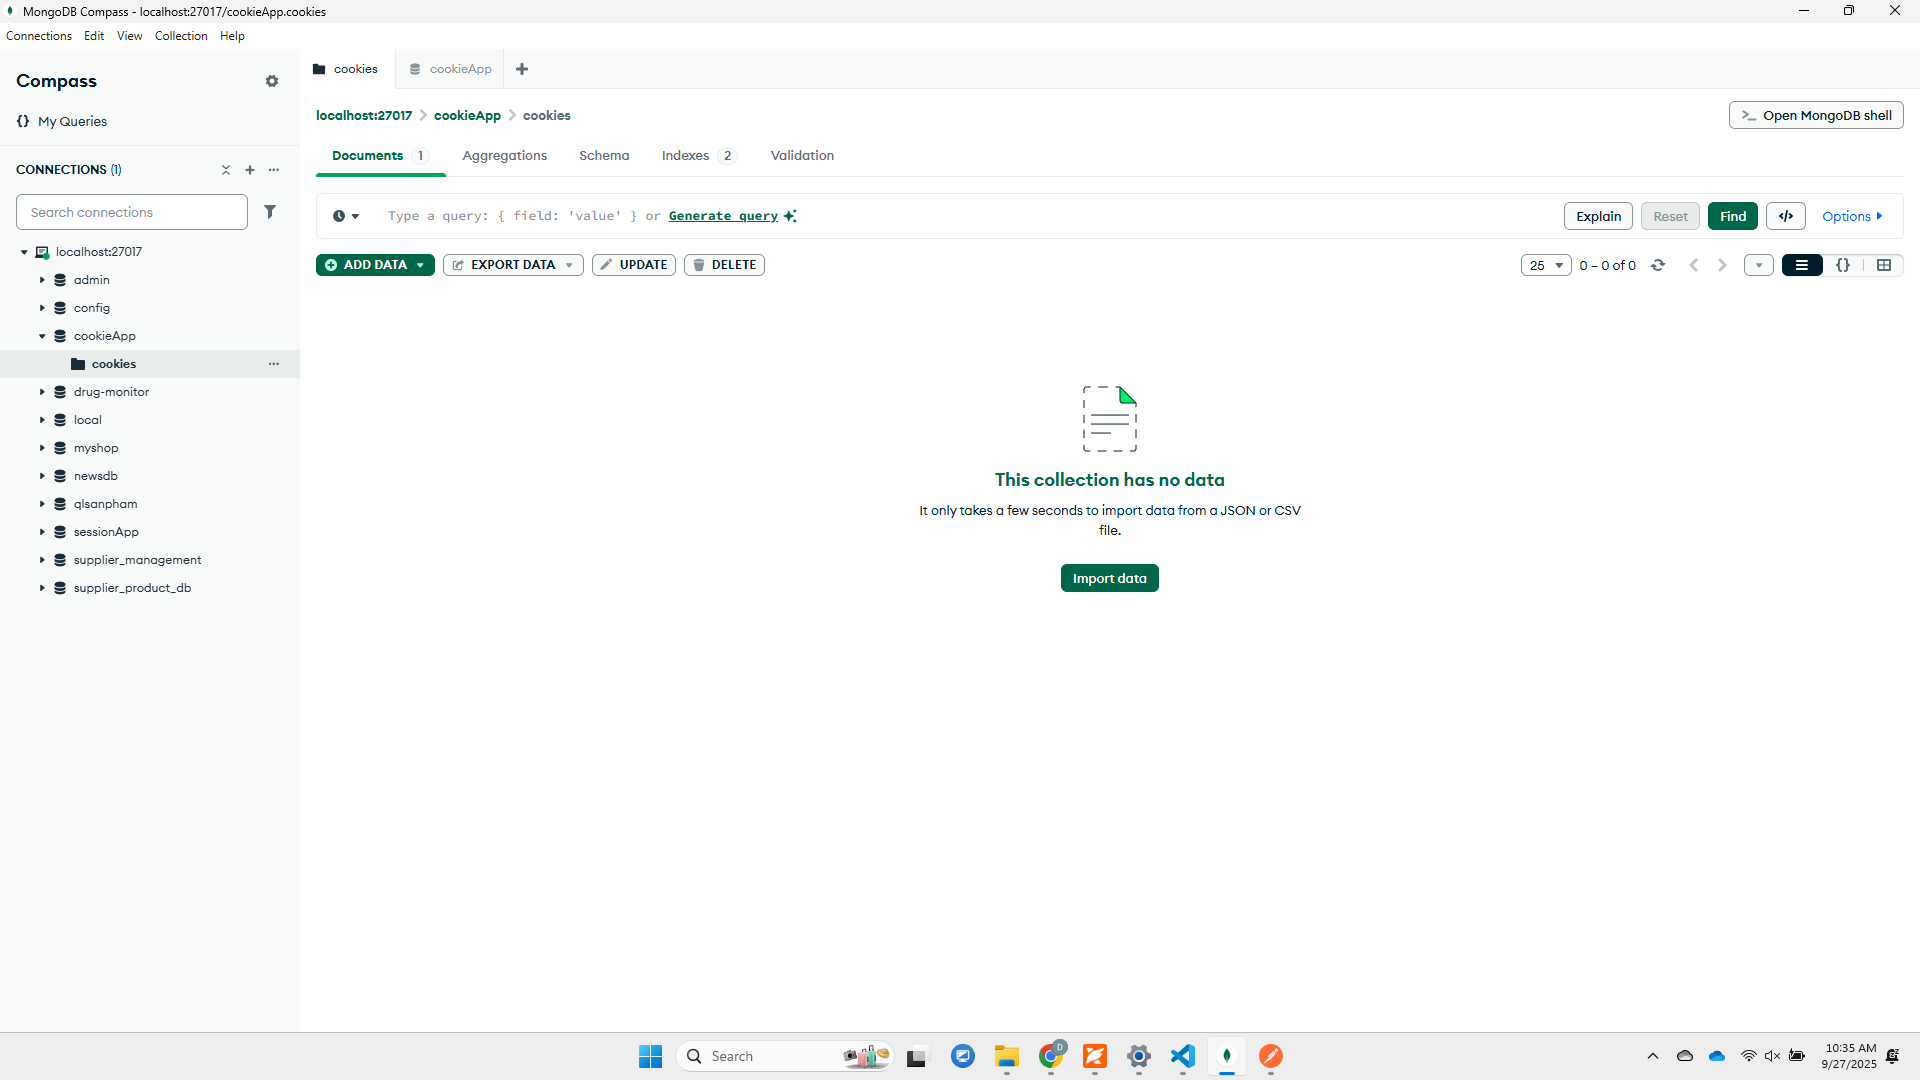 MongoDB Compass - localhost:27017/cookieApp.cookies
Connections Edit View Collection Help
Compass
My Queries
CONNECTIONS (1)
Search connections
localhost:27017
admin
config
cookieApp
cookies
drug-monitor
local
myshop
newsdb
qlsanpham
sessionApp
supplier_management
supplier_product_db
cookies cookieApp
localhost:27017 > cookieApp > cookies
>_ Open MongoDB shell
Documents 1 Aggregations Schema Indexes 2 Validation
Type a query: { field: 'value' } or Generate query
Explain Reset Find </> Options
ADD DATA EXPORT DATA UPDATE DELETE
25 0 – 0 of 0 {}
This collection has no data
It only takes a few seconds to import data from a JSON or CSV
file.
Import data
Search
D
10:35 AM
9/27/2025